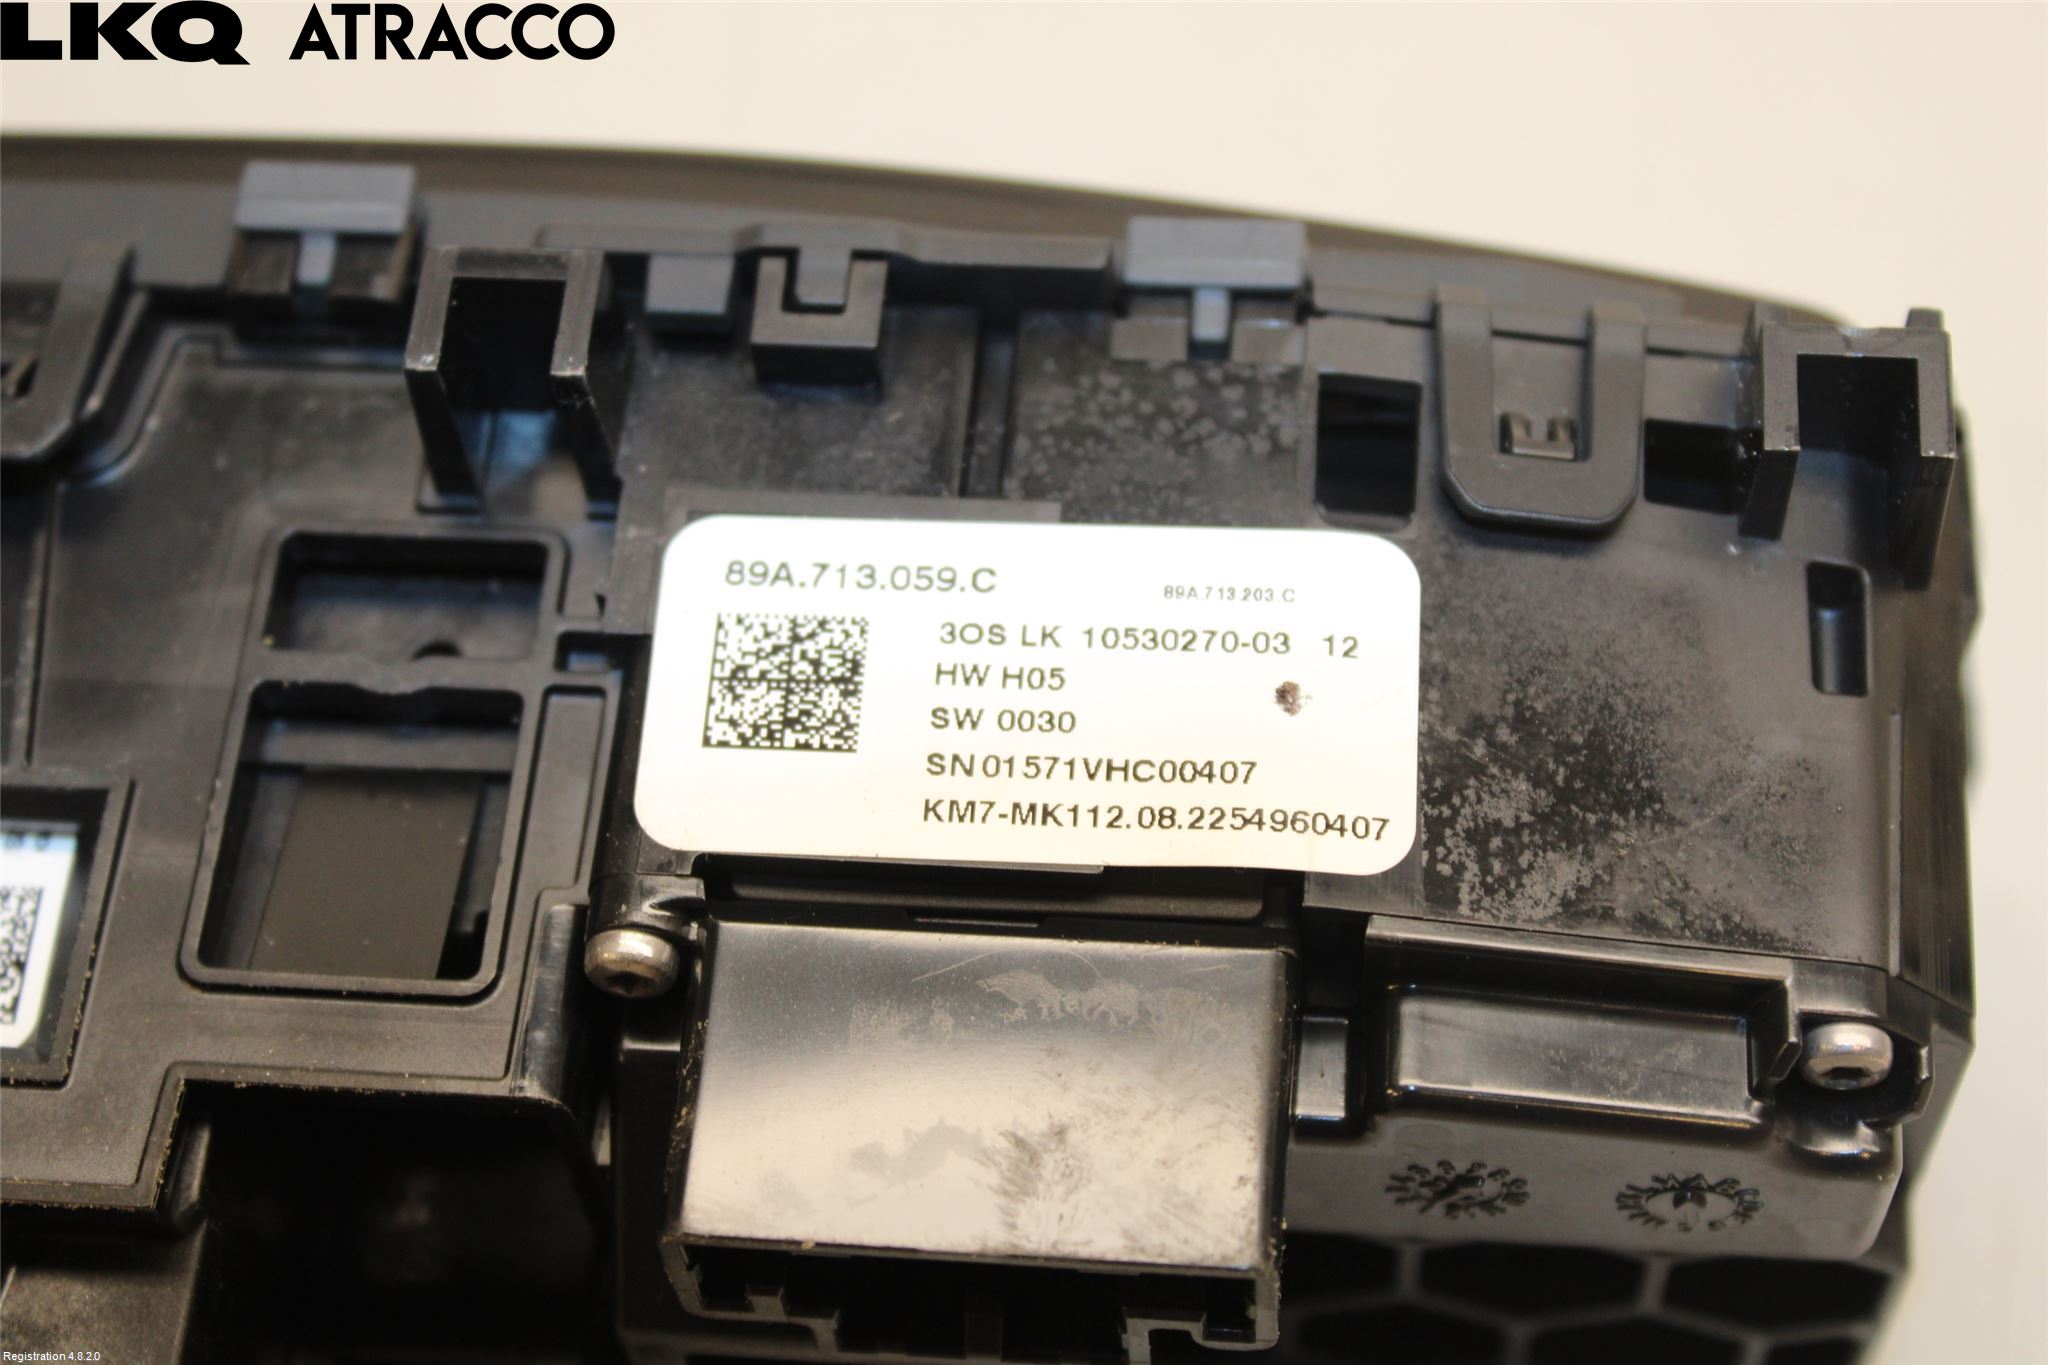 LKQ ATRACCO
89A.713.059.C
89A.713.203.C
3OS LK 10530270-03 12
HW H05
SW 0030
SN01571VHC00407
KM7-MK112.08.2254960407
Registration 4.8.2.0